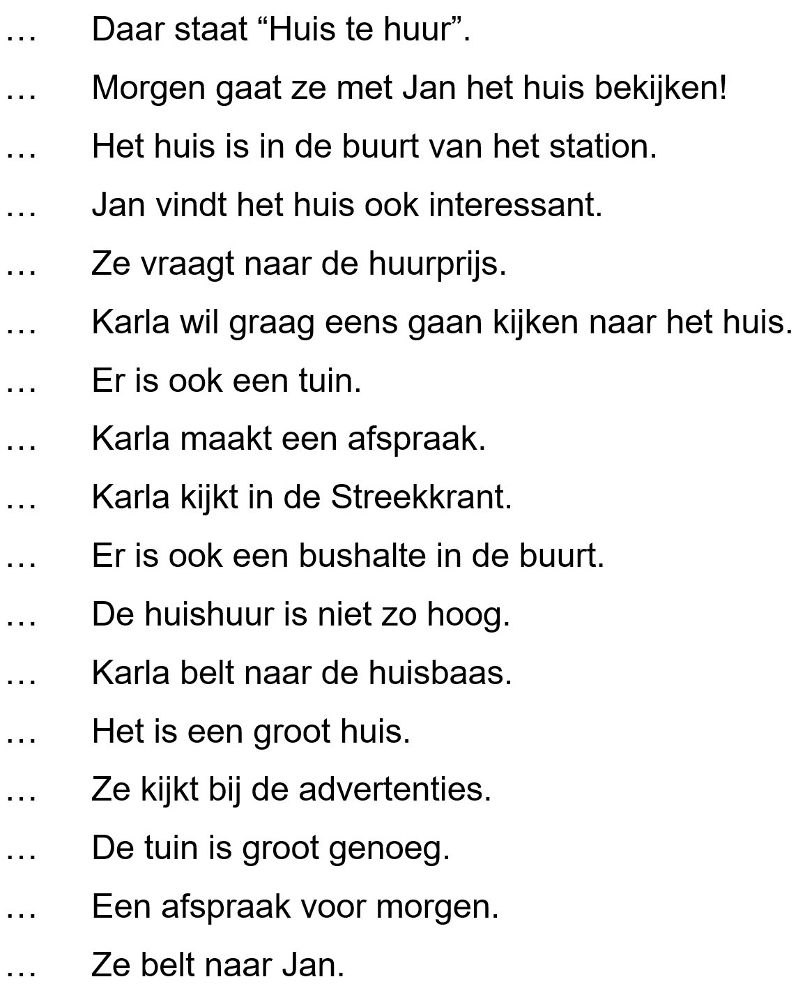 … Daar staat “Huis te huur”.
… Morgen gaat ze met Jan het huis bekijken!
… Het huis is in de buurt van het station.
… Jan vindt het huis ook interessant.
… Ze vraagt naar de huurprijs.
… Karla wil graag eens gaan kijken naar het huis.
… Er is ook een tuin.
… Karla maakt een afspraak.
… Karla kijkt in de Streekkrant.
… Er is ook een bushalte in de buurt.
… De huishuur is niet zo hoog.
… Karla belt naar de huisbaas.
… Het is een groot huis.
… Ze kijkt bij de advertenties.
… De tuin is groot genoeg.
… Een afspraak voor morgen.
… Ze belt naar Jan.